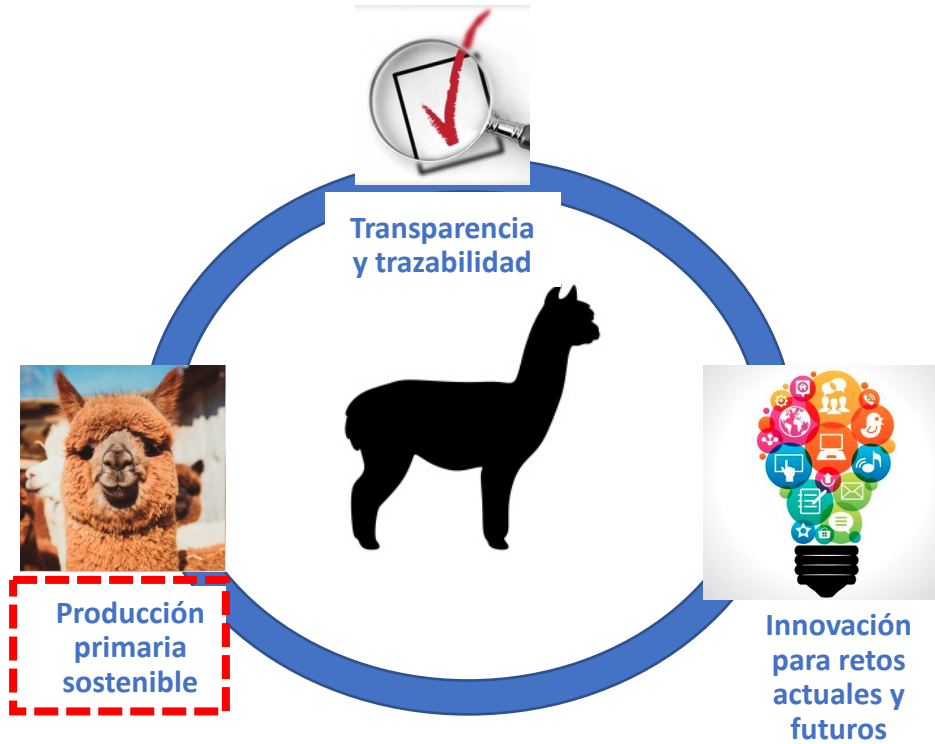 Transparencia
y trazabilidad
Producción
primaria
sostenible
Innovación
para retos
actuales y
futuros